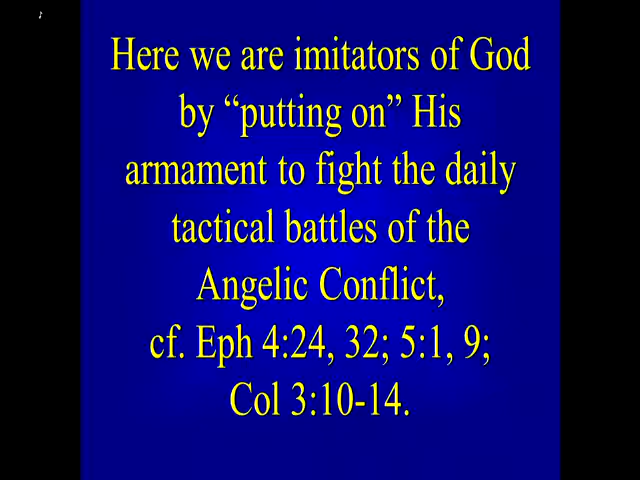 Here we are imitators of God
by “putting on” His
armament to fight the daily
tactical battles of the
Angelic Conflict,
cf. Eph 4:24, 32; 5:1, 9;
Col 3:10-14.